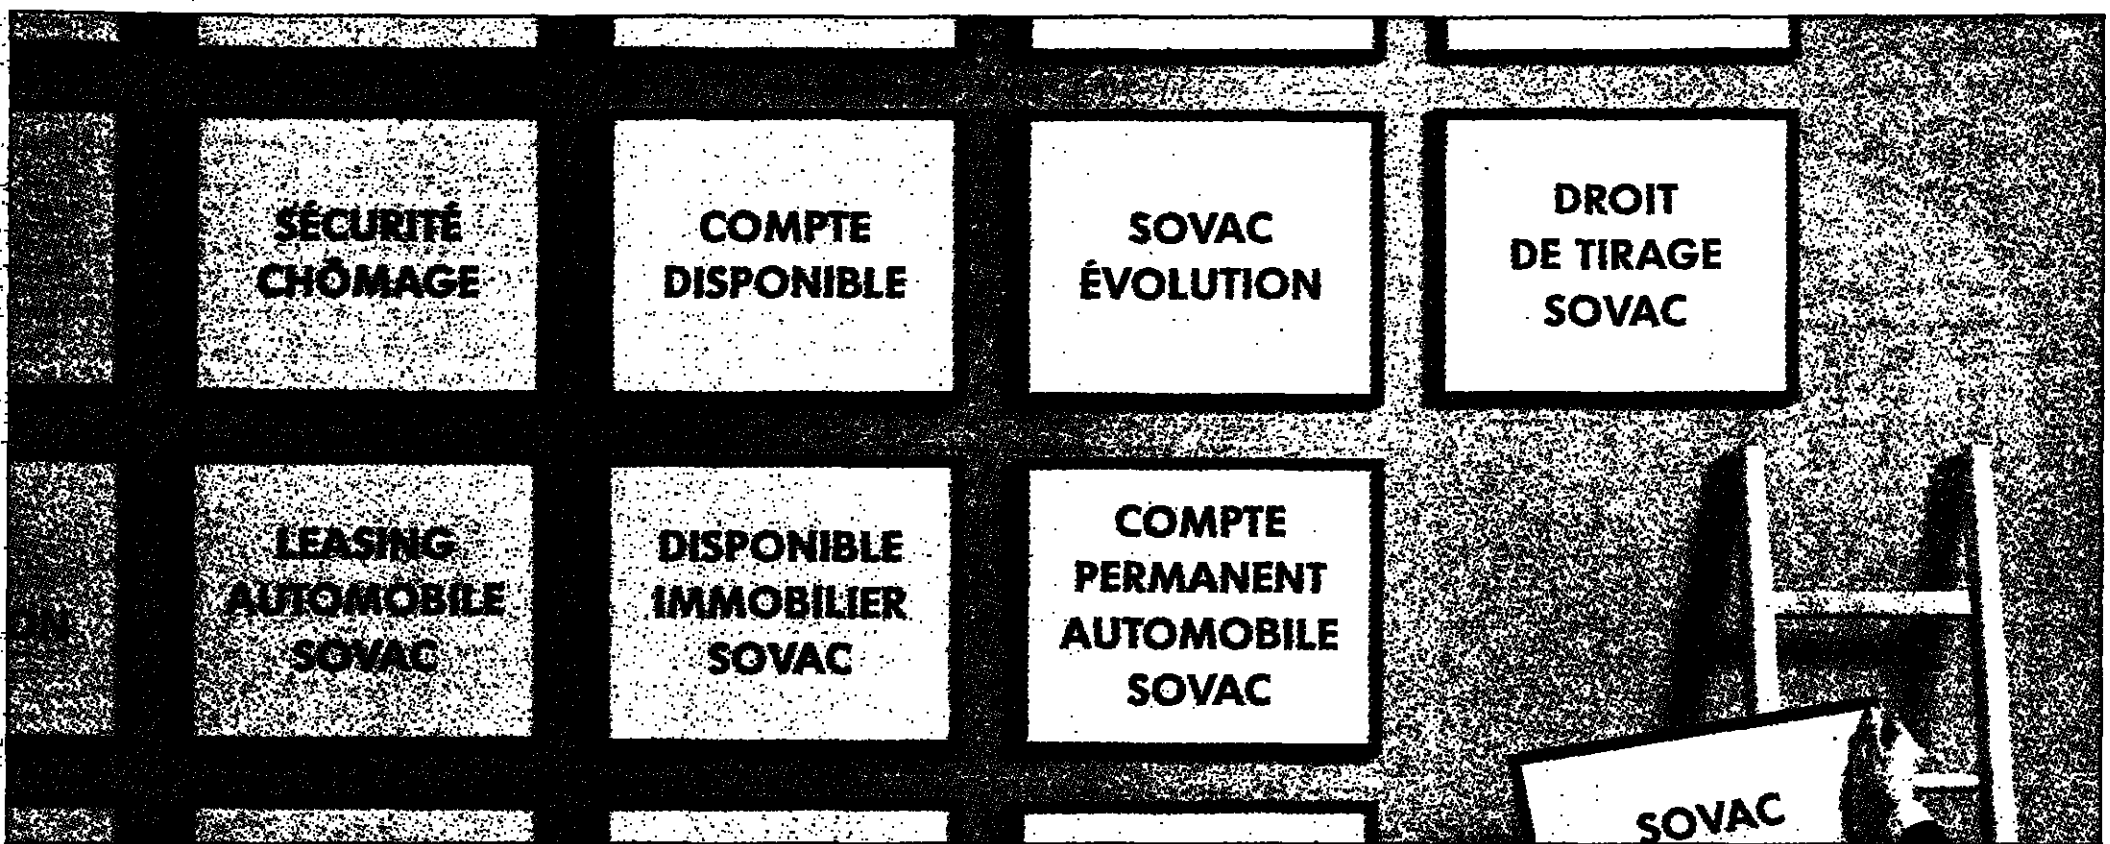 SÉCURITÉ
CHÔMAGE
COMPTE
DISPONIBLE
SOVAC
ÉVOLUTION
DROIT
DE TIRAGE
SOVAC
LEASING
AUTOMOBILE
SOVAC
DISPONIBLE
IMMOBILIER
SOVAC
COMPTE
PERMANENT
AUTOMOBILE
SOVAC
SOVAC